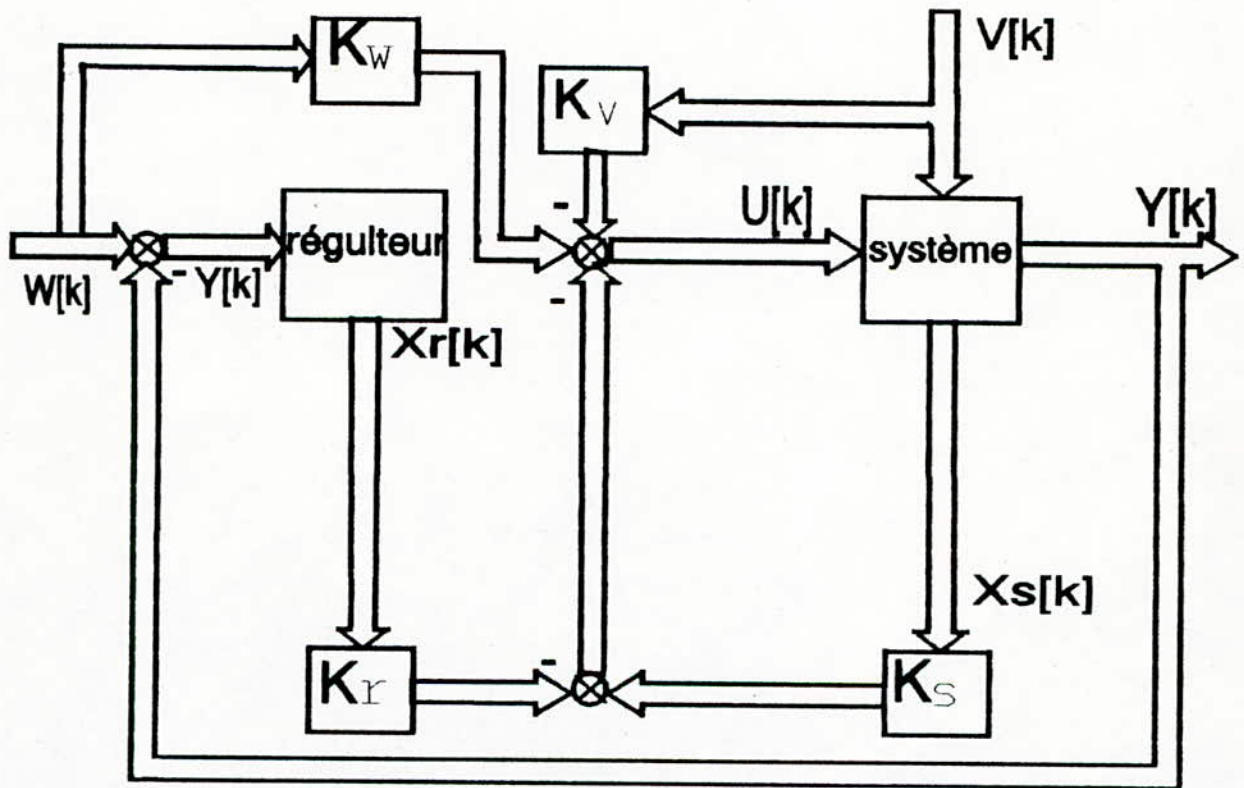 Kw
V[k]
Kv
-
U[k]
Y[k]
régulteur
système
W[k]
-
Y[k]
-
Xr[k]
Xs[k]
Kr
-
Ks